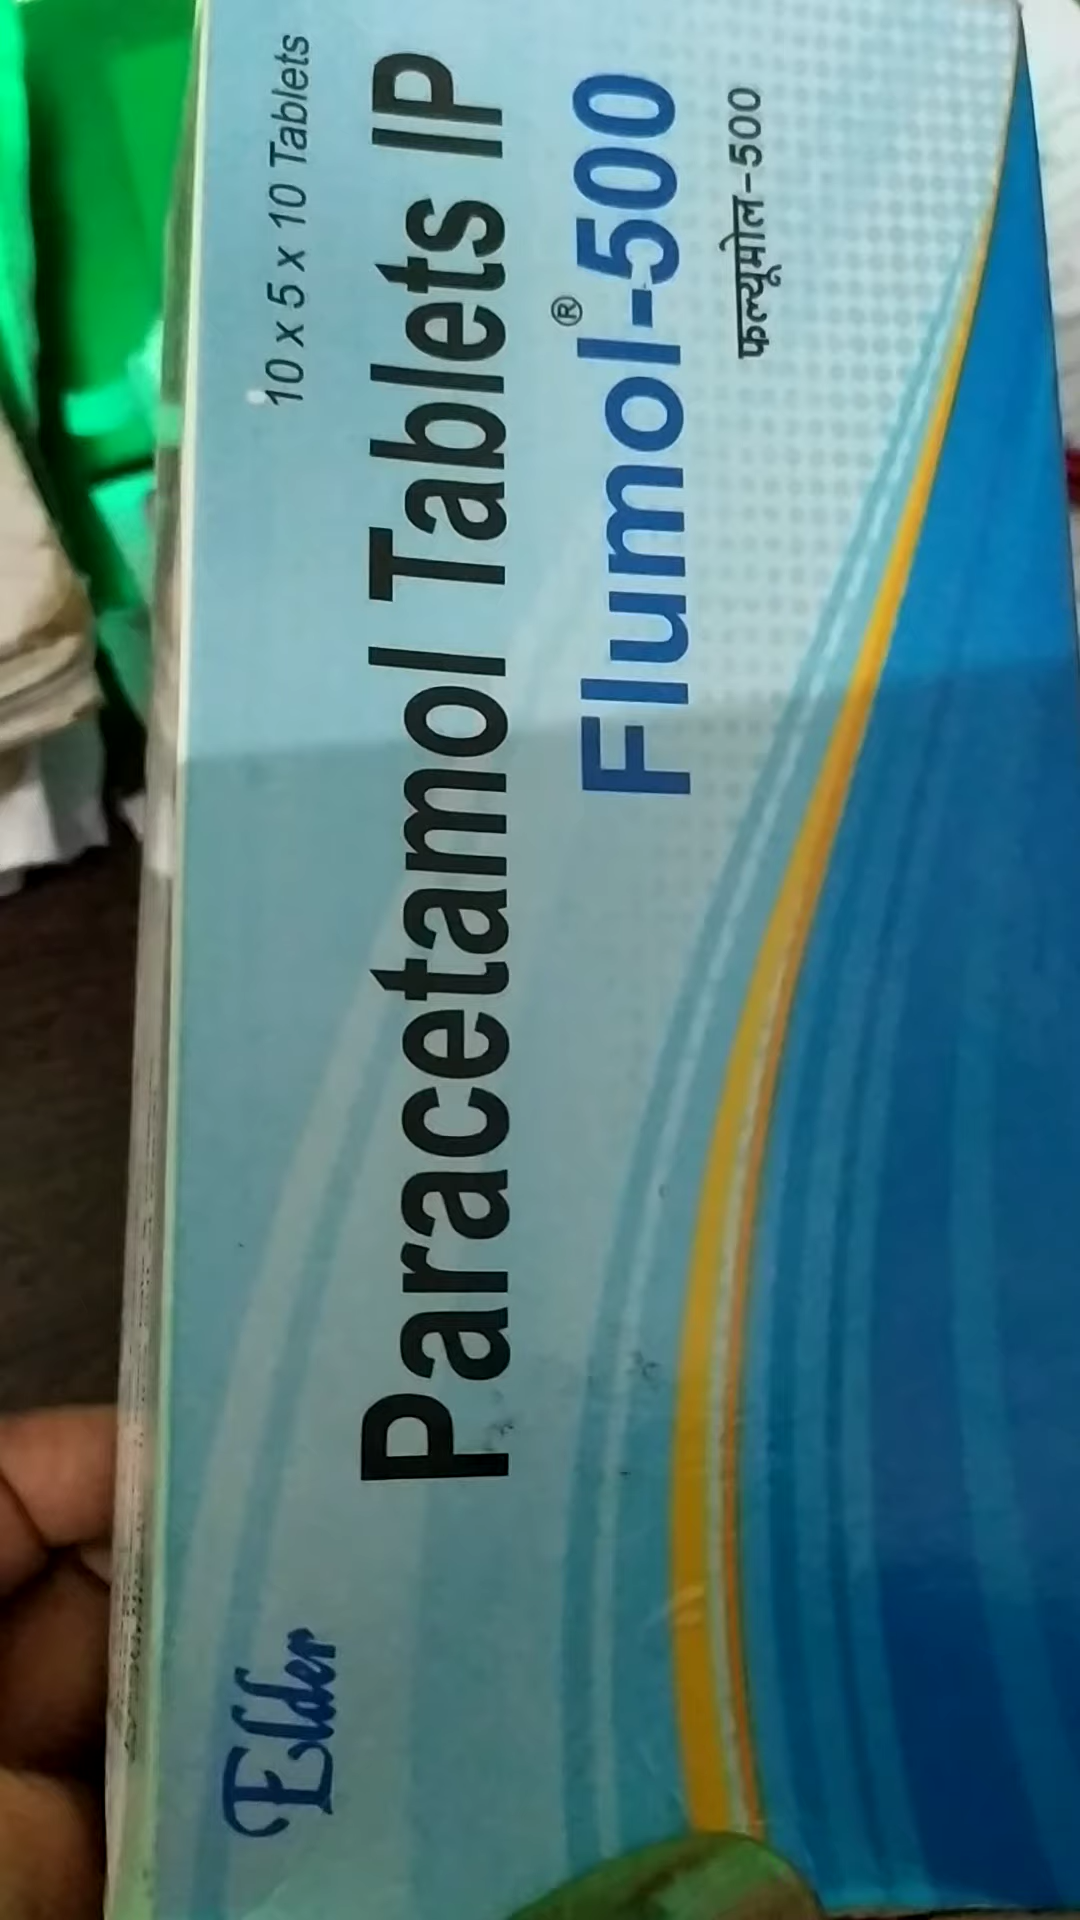 10 x 5 x 10 Tablets
Paracetamol Tablets IP
Flumol®-500
फ्ल्यूमोल-500
Elder